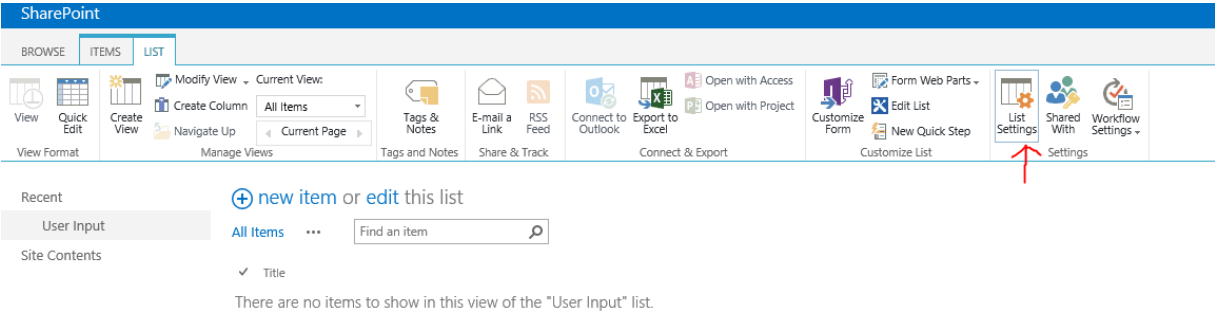 SharePoint
BROWSE ITEMS LIST
View
Quick Edit
Create View
Modify View
Create Column
Navigate Up
Current View:
All Items
Current Page
Tags & Notes
E-mail a Link
RSS Feed
Connect to Outlook
Export to Excel
Open with Access
Open with Project
Customize Form
Form Web Parts
Edit List
New Quick Step
List Settings
Shared With
Workflow Settings
View Format
Manage Views
Tags and Notes
Share & Track
Connect & Export
Customize List
Settings
Recent
User Input
Site Contents
new item or edit this list
All Items ...
Find an item
Title
There are no items to show in this view of the "User Input" list.